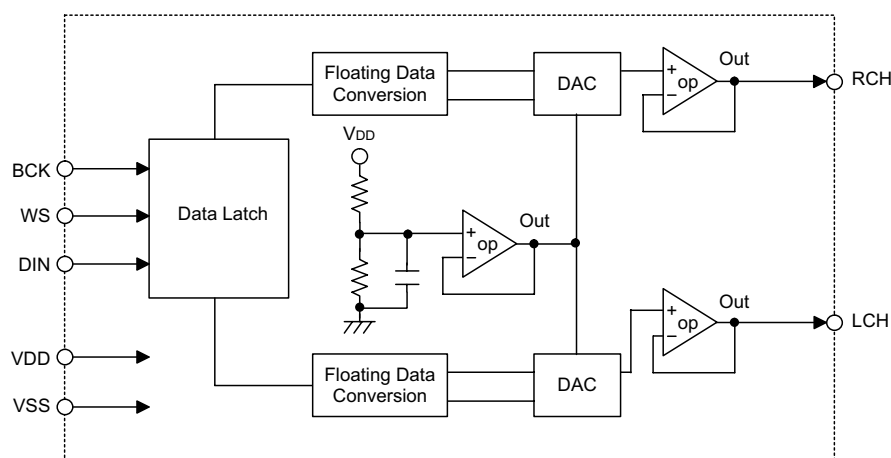 Out
Floating Data
Conversion
DAC
+
op
−
RCH
VDD
BCK
WS
DIN
Data Latch
Out
+
op
−
Out
LCH
+
op
−
VDD
VSS
Floating Data
Conversion
DAC